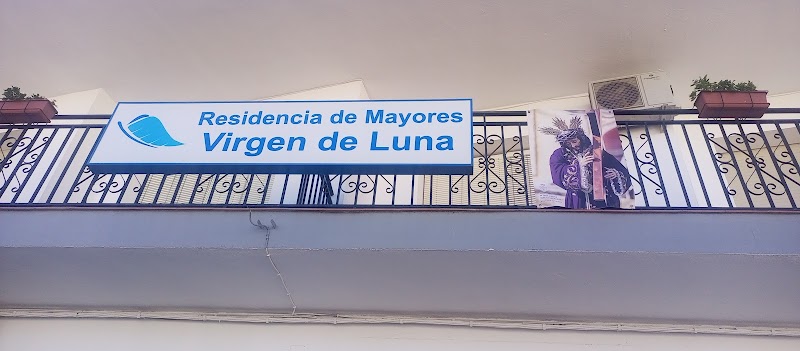 Residencia de Mayores
Virgen de Luna